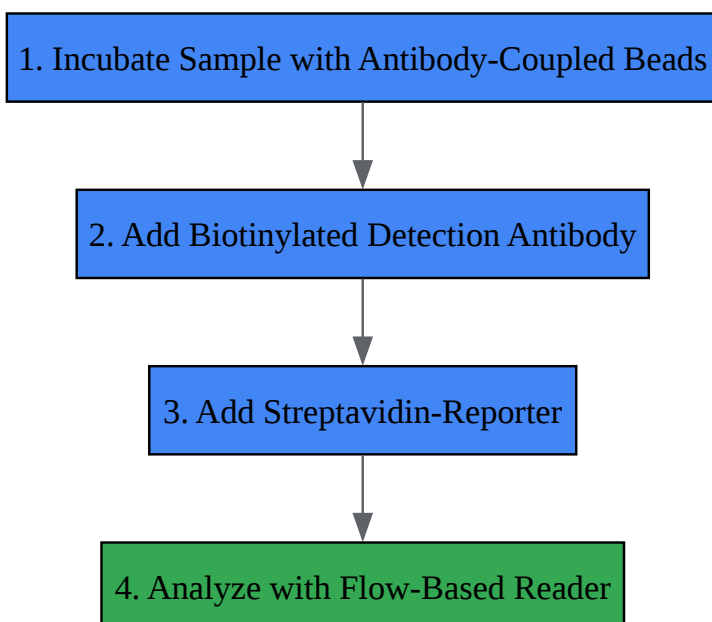 1. Incubate Sample with Antibody-Coupled Beads
2. Add Biotinylated Detection Antibody
3. Add Streptavidin-Reporter
4. Analyze with Flow-Based Reader